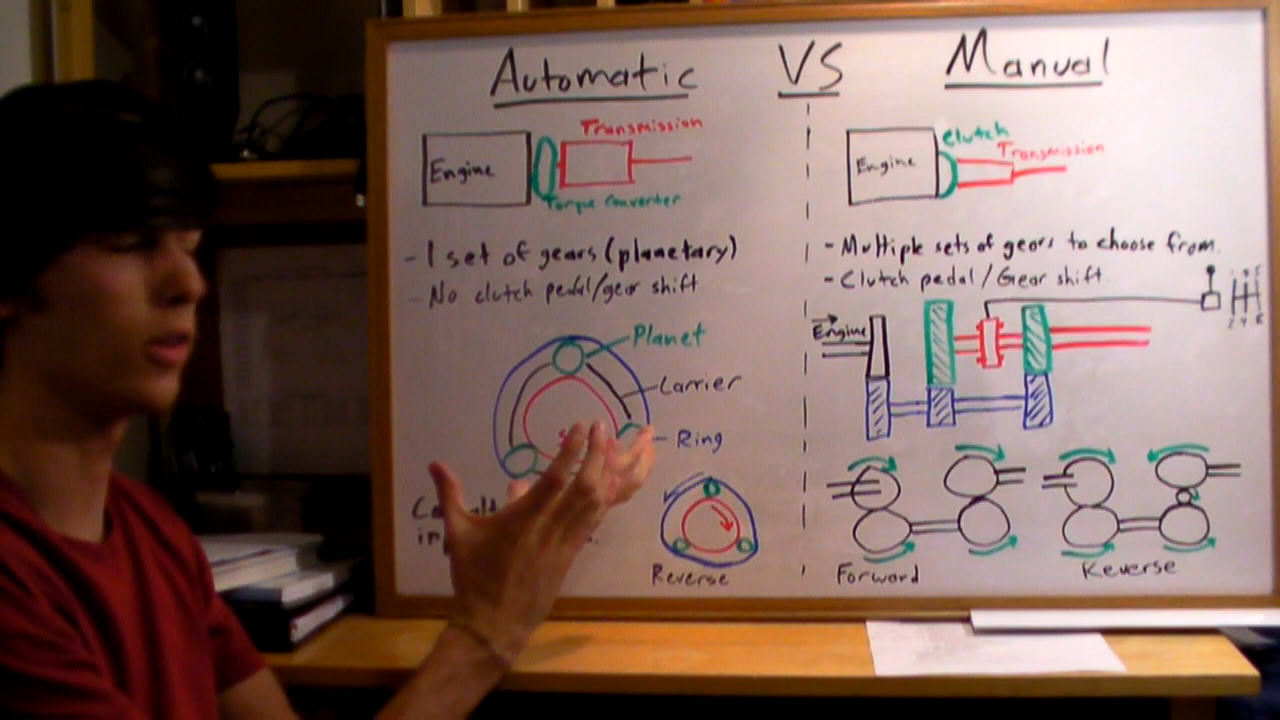 Automatic VS Manual
Engine
Transmission
Torque Converter
- 1 set of gears (planetary)
- No clutch pedal/gear shift
Planet
Carrier
Ring
Reverse
Engine
Clutch
Transmission
- Multiple sets of gears to choose from.
- Clutch pedal/Gear shift.
Engine
Forward
Reverse